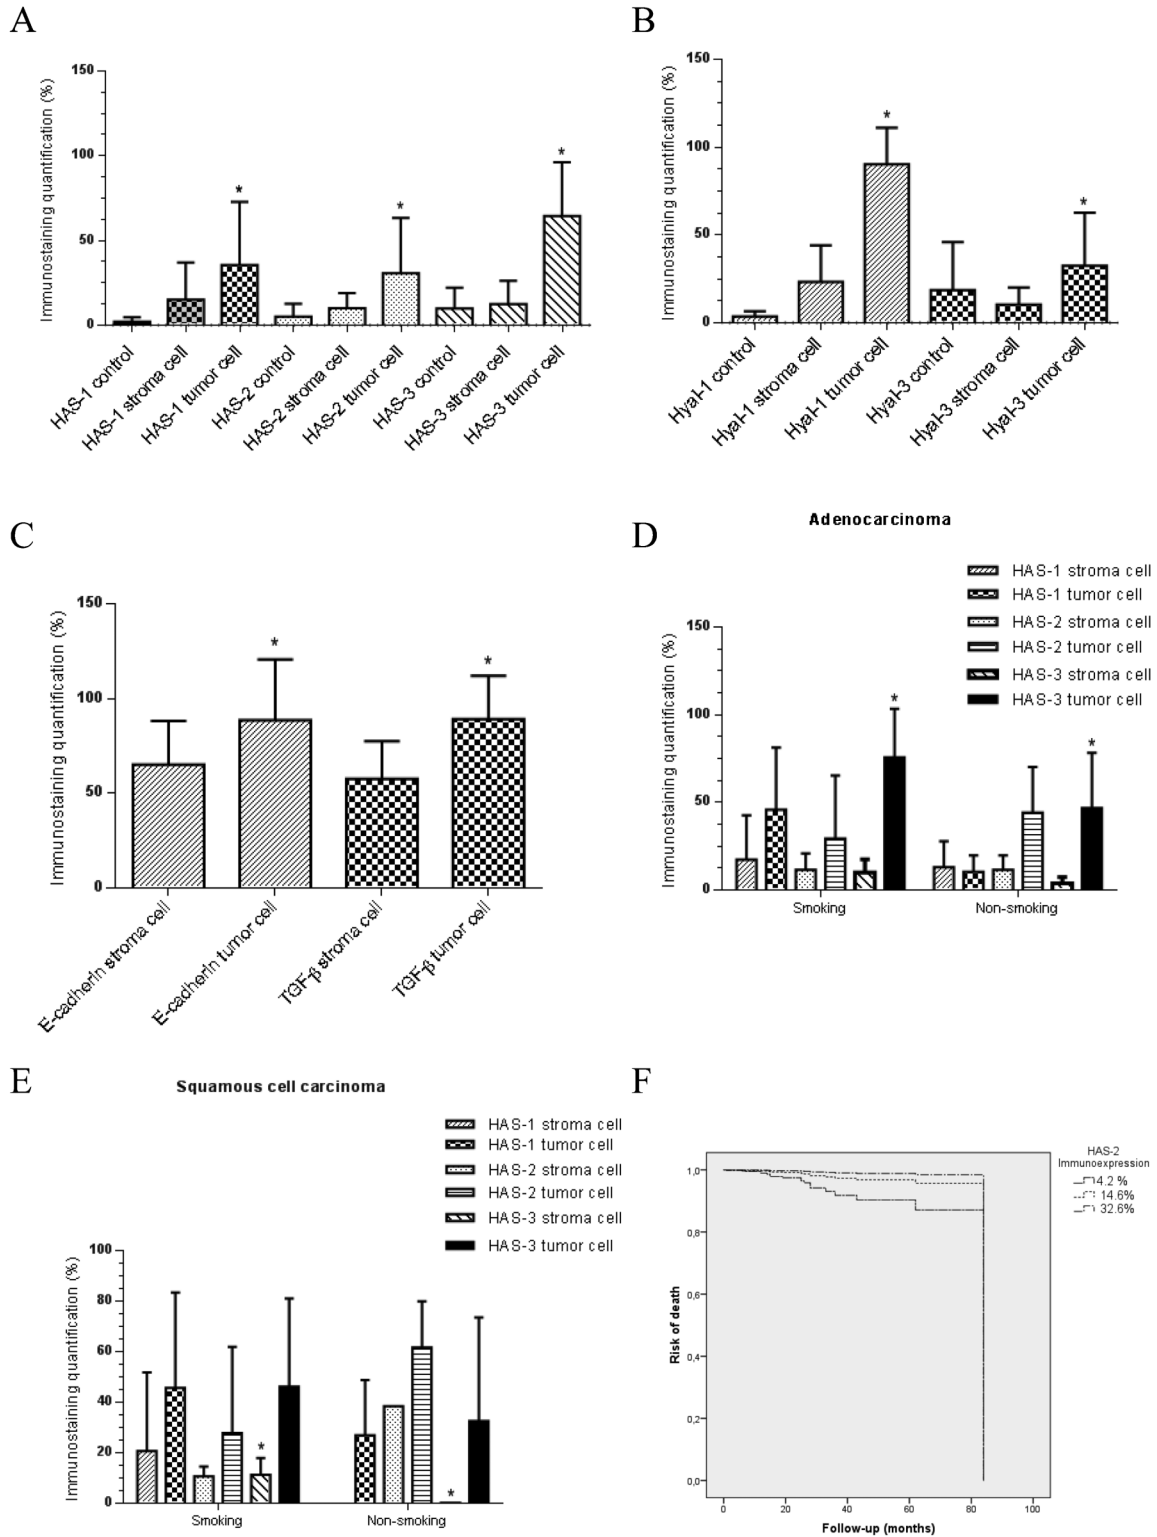 A
Immunostaining quantification (%)
150
100
50
0
*
*
*
HAS-1 control
HAS-1 stroma cell
HAS-1 tumor cell
HAS-2 control
HAS-2 stroma cell
HAS-2 tumor cell
HAS-3 control
HAS-3 stroma cell
HAS-3 tumor cell
B
Immunostaining quantification (%)
150
100
50
0
*
*
Hyal-1 control
Hyal-1 stroma cell
Hyal-1 tumor cell
Hyal-3 control
Hyal-3 stroma cell
Hyal-3 tumor cell
C
Immunostaining quantification (%)
150
100
50
0
*
*
E-cadherin stroma cell
E-cadherin tumor cell
TGF-β stroma cell
TGF-β tumor cell
D
Adenocarcinoma
HAS-1 stroma cell
HAS-1 tumor cell
HAS-2 stroma cell
HAS-2 tumor cell
HAS-3 stroma cell
HAS-3 tumor cell
Immunostaining quantification (%)
150
100
50
0
*
*
Smoking
Non-smoking
E
Squamous cell carcinoma
HAS-1 stroma cell
HAS-1 tumor cell
HAS-2 stroma cell
HAS-2 tumor cell
HAS-3 stroma cell
HAS-3 tumor cell
Immunostaining quantification (%)
100
80
60
40
20
0
*
*
Smoking
Non-smoking
F
HAS-2
Immunoexpression
4.2 %
14.6%
32.6%
Risk of death
1,0
0,8
0,6
0,4
0,2
0,0
0 20 40 60 80 100
Follow-up (months)